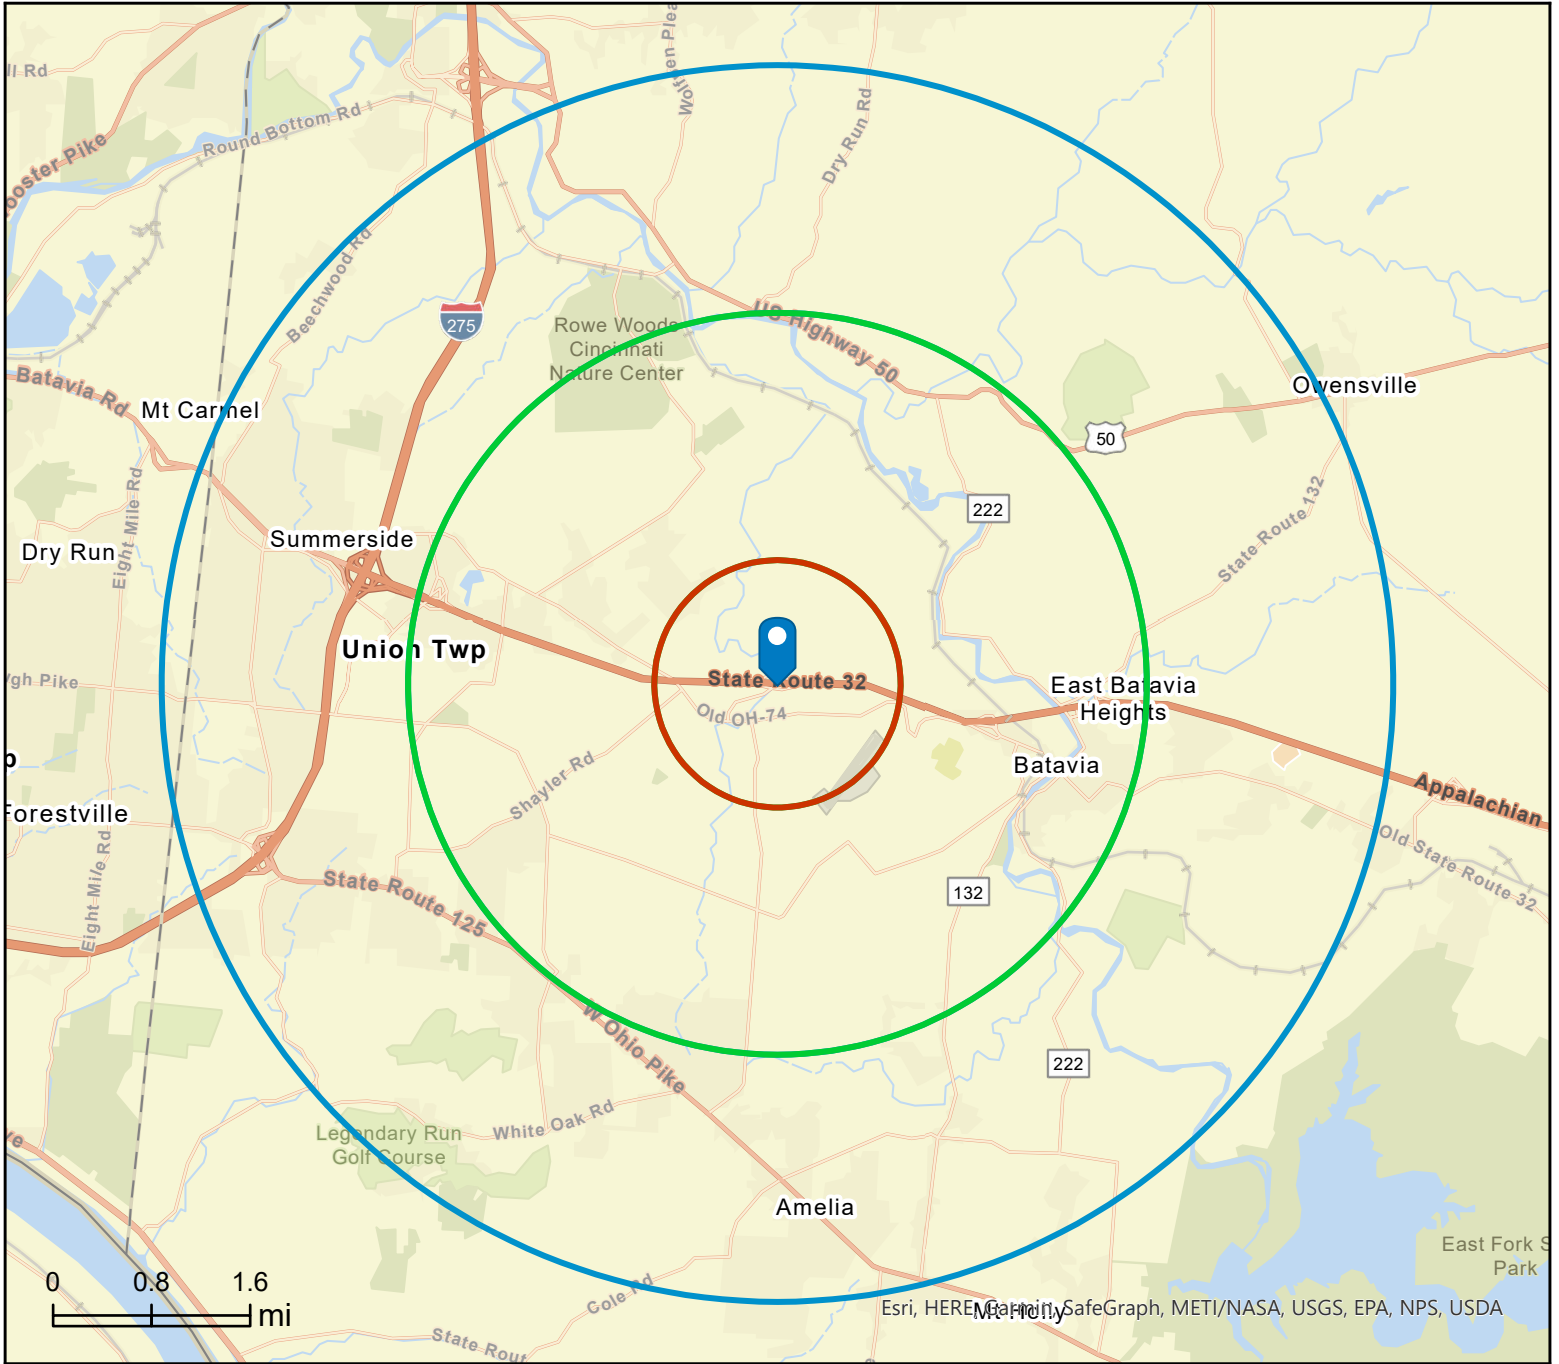 ll Rd
Round Bottom Rd
ooster Pike
Dry Run Rd
Beechwood Rd
275
Rowe Woods
Cincinnati
Nature Center
US Highway 50
Batavia Rd
Mt Carmel
Owensville
50
222
Eight Mile Rd
Summerside
Dry Run
State Route 132
Union Twp
State Route 32
gh Pike
Old OH-74
East Batavia
Heights
Batavia
p
Shayler Rd
Appalachian
Forestville
Old State Route 32
Eight Mile Rd
State Route 125
132
W Ohio Pike
222
White Oak Rd
Legendary Run
Golf Course
ve
Amelia
East Fork S
Park
0 0.8 1.6
mi
Cole Rd
Esri, HERE, Garmin, SafeGraph, METI/NASA, USGS, EPA, NPS, USDA
Mt Holly
State Rout